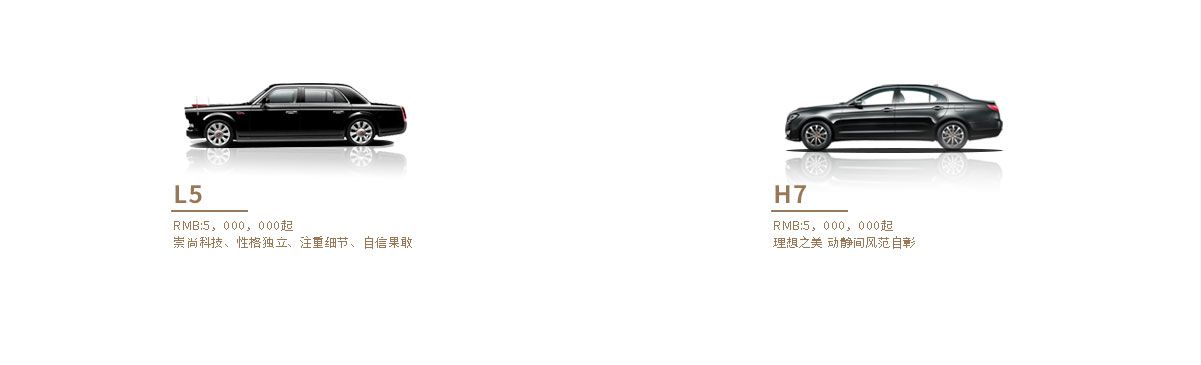 L5
RMB:5，000，000起
崇尚科技、性格独立、注重细节、自信果敢
H7
RMB:5，000，000起
理想之美 动静间风范自彰